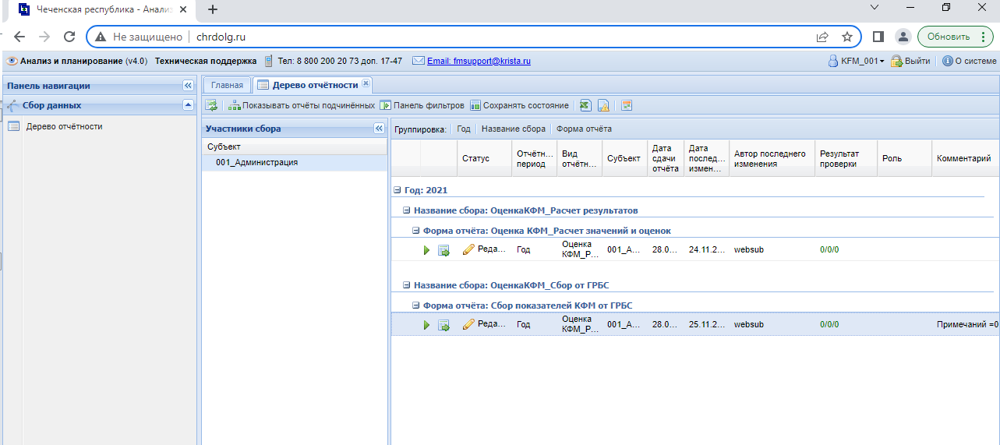 Чеченская республика - Анализ
Не защищено chrdolg.ru
Обновить
Анализ и планирование (v4.0) Техническая поддержка Тел: 8 800 200 20 73 доп. 17-47 Email: fmsupport@krista.ru KFM_001 Выйти О системе
Панель навигации
Сбор данных
Дерево отчётности
Главная Дерево отчётности
Показывать отчёты подчинённых Панель фильтров Сохранять состояние
Участники сбора
Субъект
001_Администрация
Группировка: Год Название сбора Форма отчёта
Статус
Отчётн...
период
Вид
отчётн...
Субъект
Дата
сдачи
отчёта
Дата
послед...
измен...
Автор последнего
изменения
Результат
проверки
Роль
Комментарий
Год: 2021
Название сбора: ОценкаКФМ_Расчет результатов
Форма отчёта: Оценка КФМ_Расчет значений и оценок
Реда... Год Оценка
КФМ_Р... 001_А... 28.0... 24.11.2... websub 0/0/0
Название сбора: ОценкаКФМ_Сбор от ГРБС
Форма отчёта: Сбор показателей КФМ от ГРБС
Реда... Год Оценка
КФМ_Р... 001_А... 28.0... 25.11.2... websub 0/0/0 Примечаний =0